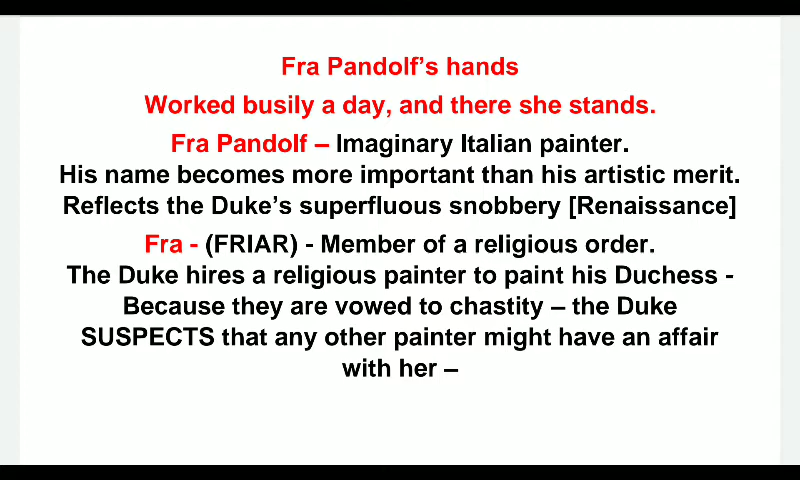 Fra Pandolf’s hands
Worked busily a day, and there she stands.
Fra Pandolf – Imaginary Italian painter.
His name becomes more important than his artistic merit.
Reflects the Duke’s superfluous snobbery [Renaissance]
Fra - (FRIAR) - Member of a religious order.
The Duke hires a religious painter to paint his Duchess -
Because they are vowed to chastity – the Duke
SUSPECTS that any other painter might have an affair
with her –